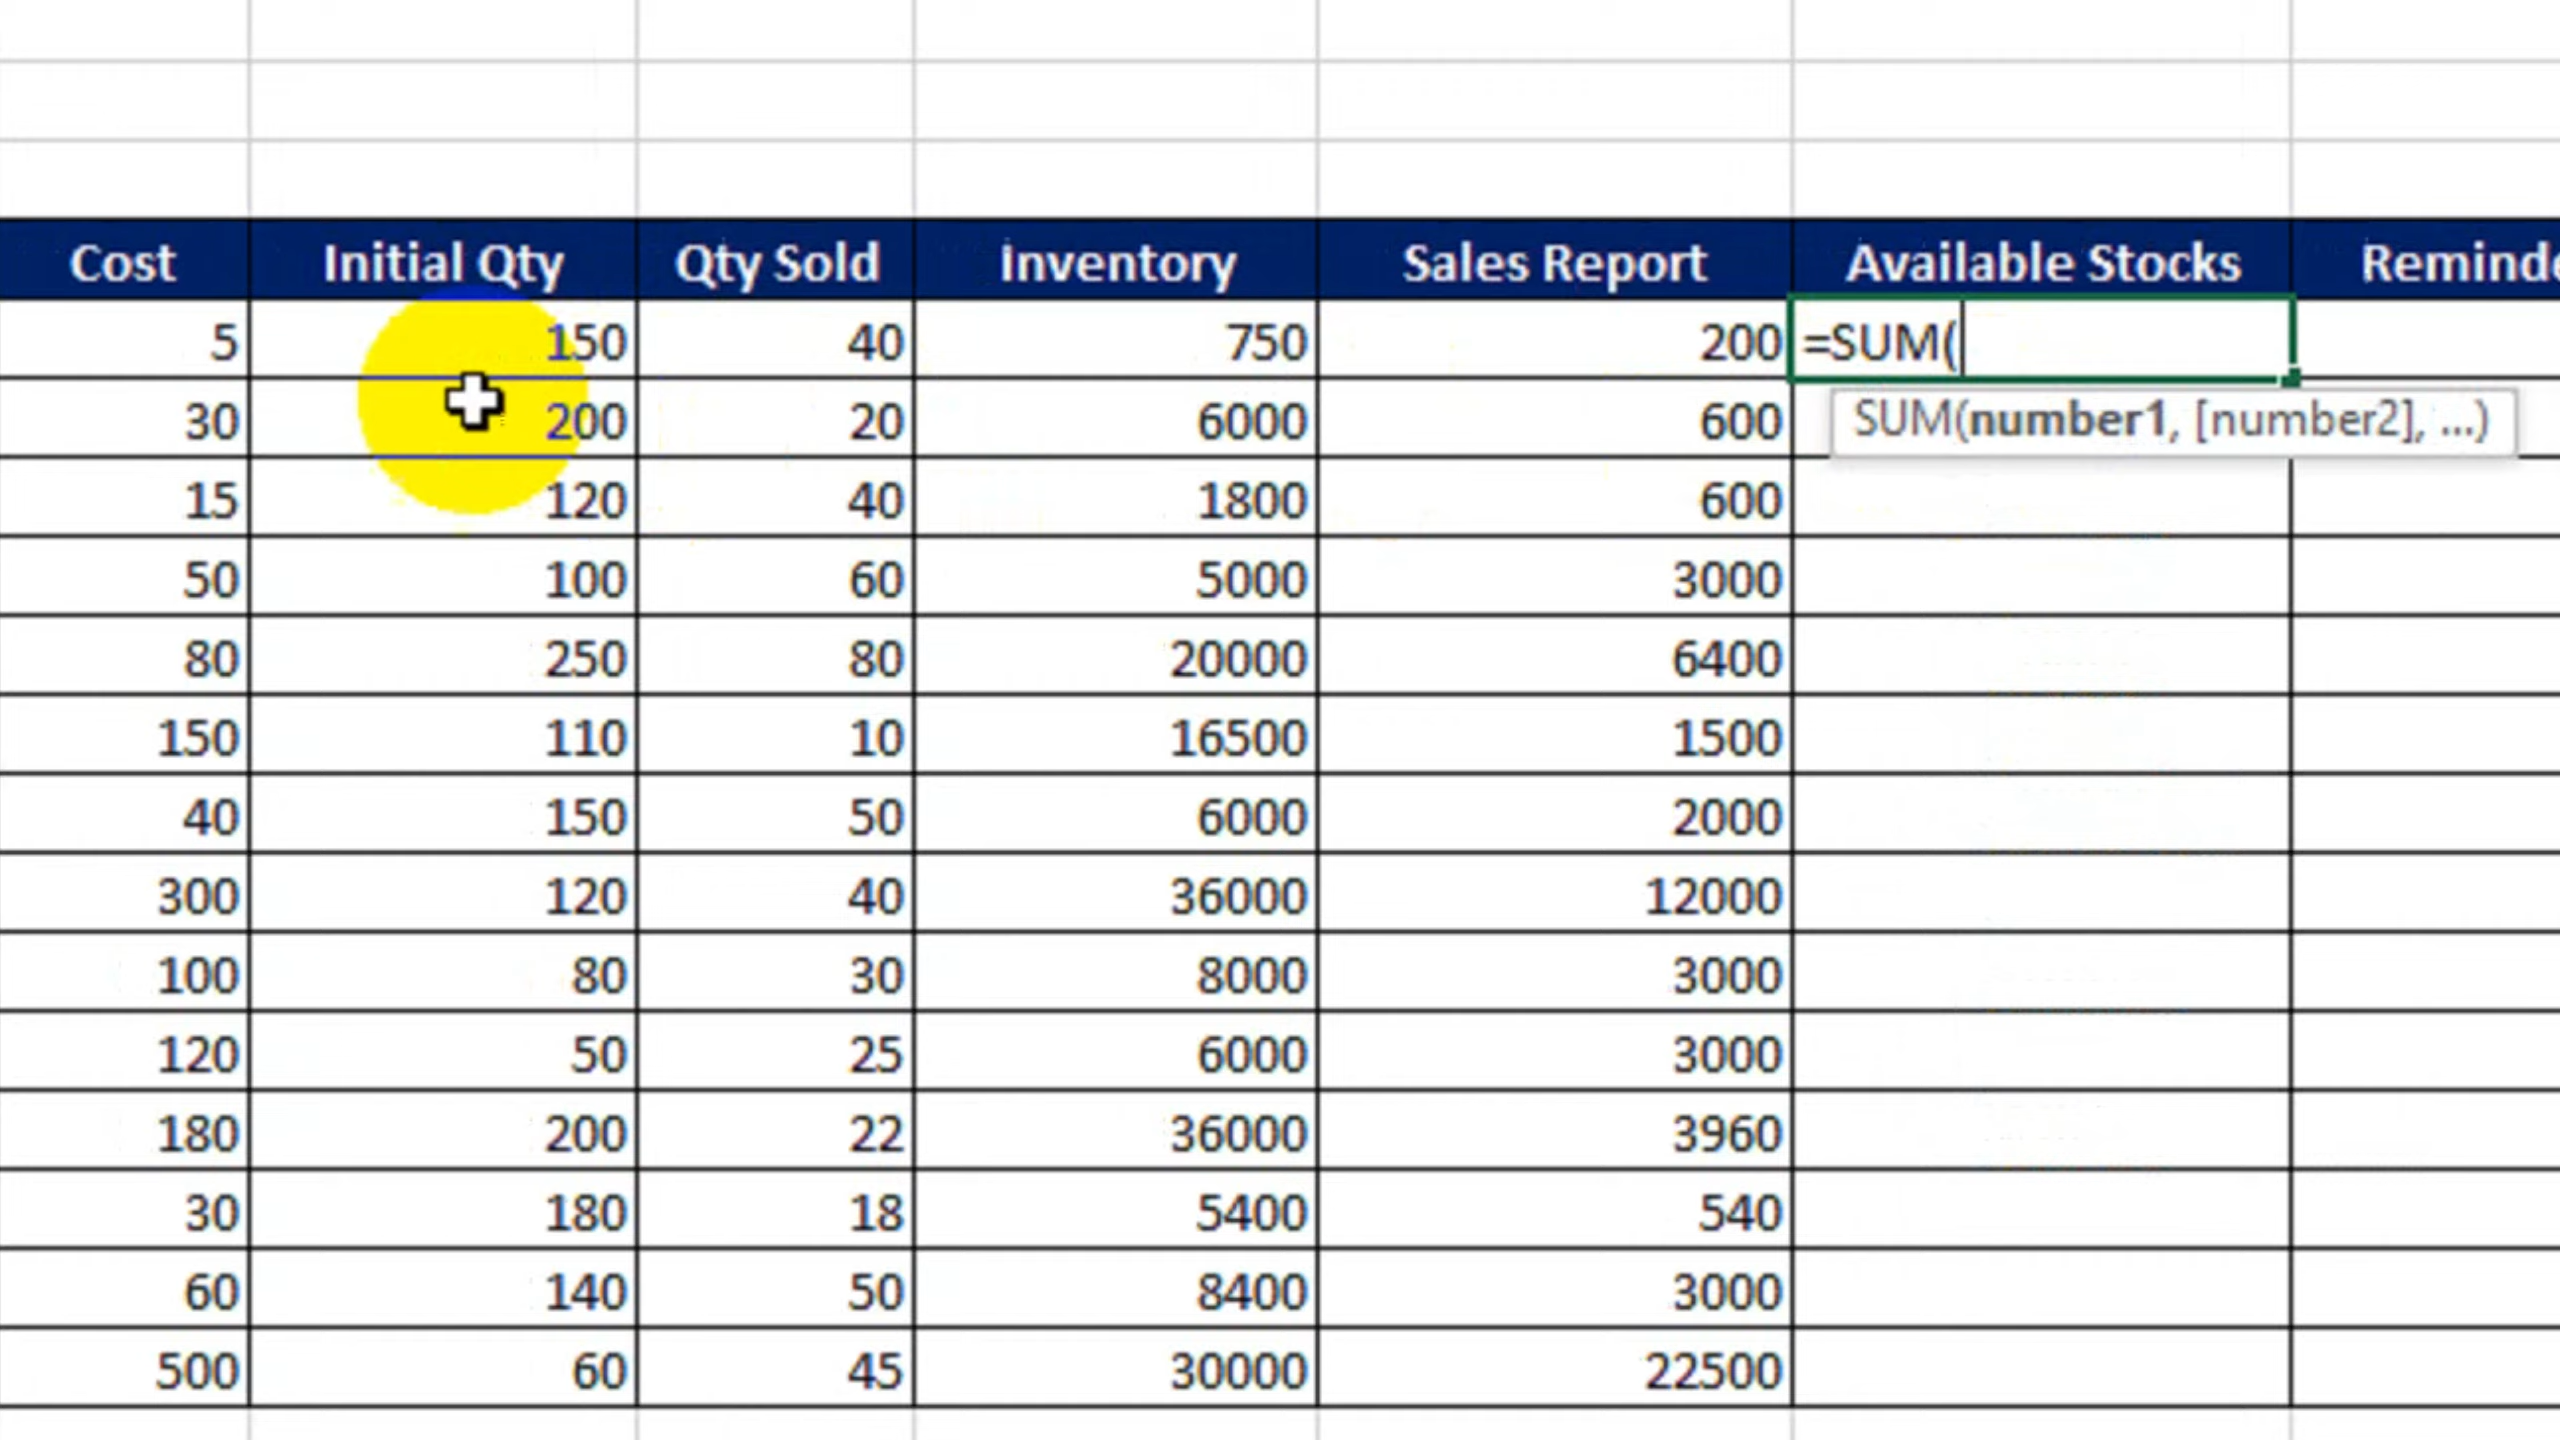 Cost Initial Qty Qty Sold Inventory Sales Report Available Stocks Reminde
5 150 40 750 200 =SUM(
30 200 20 6000 600 SUM(number1, [number2], ...)
15 120 40 1800 600
50 100 60 5000 3000
80 250 80 20000 6400
150 110 10 16500 1500
40 150 50 6000 2000
300 120 40 36000 12000
100 80 30 8000 3000
120 50 25 6000 3000
180 200 22 36000 3960
30 180 18 5400 540
60 140 50 8400 3000
500 60 45 30000 22500